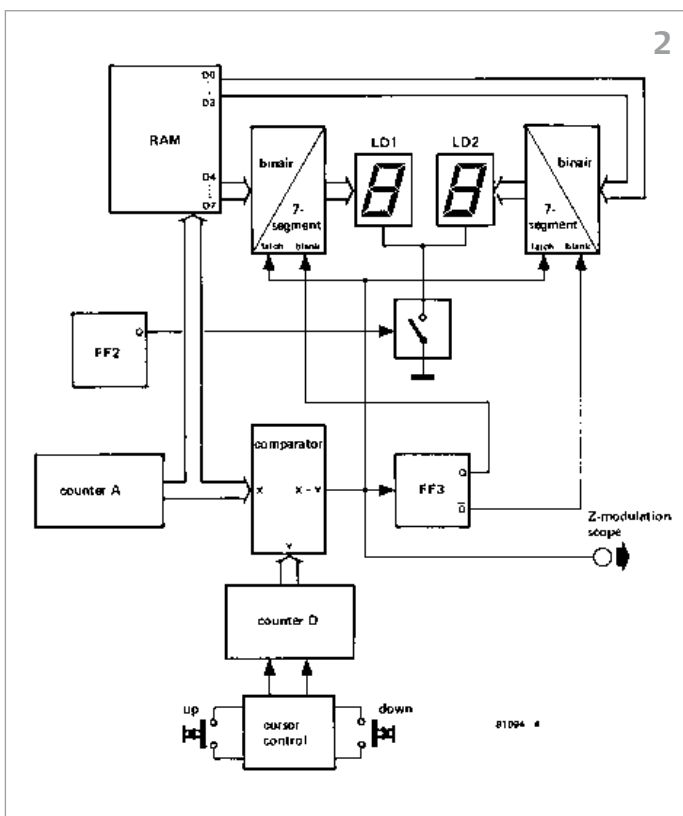 2
D0
D3
RAM
D4
D7
binair
7-segment
latch blank
LD1
LD2
binair
7-segment
latch blank
FF2
Q
comparator
X
X - Y
Y
counter A
FF3
Q
Q
Z-modulation
scope
counter D
up
cursor
control
down